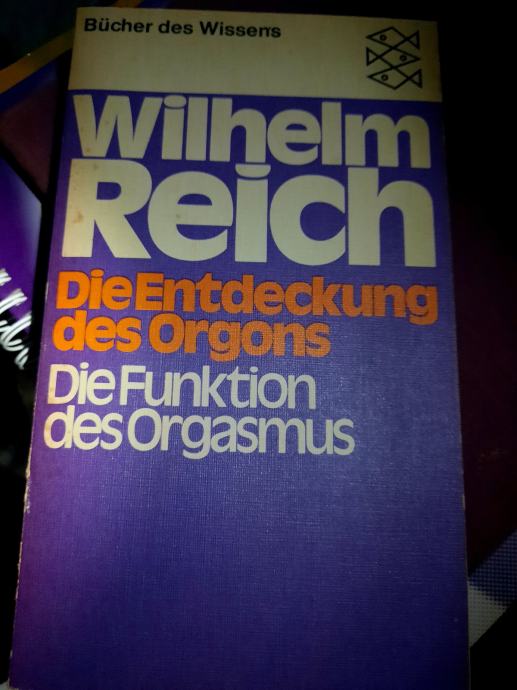 Bücher des Wissens
Wilhelm
Reich
Die Entdeckung
des Orgons
Die Funktion
des Orgasmus